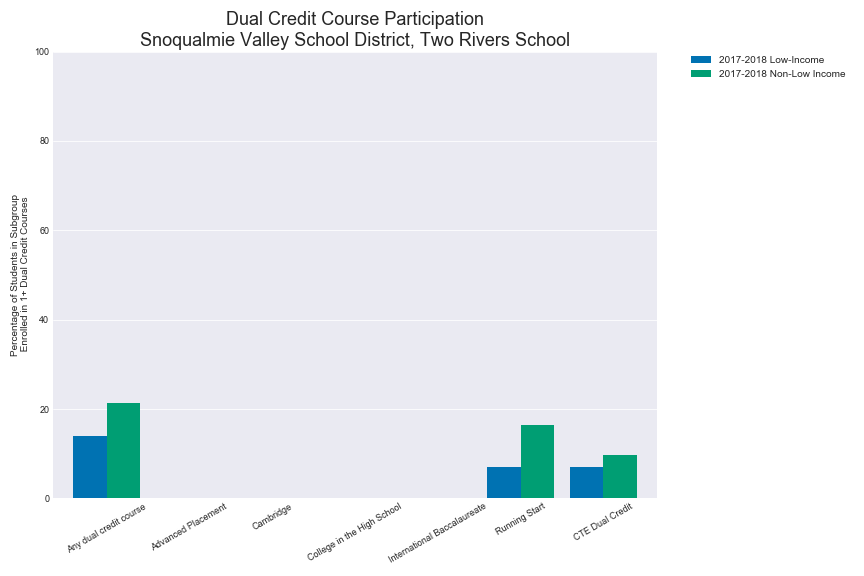 Dual Credit Course Participation
Snoqualmie Valley School District, Two Rivers School
2017-2018 Low-Income
2017-2018 Non-Low Income
Percentage of Students in Subgroup
Enrolled in 1+ Dual Credit Courses
100
80
60
40
20
0
Any dual credit course
Advanced Placement
Cambridge
College in the High School
International Baccalaureate
Running Start
CTE Dual Credit